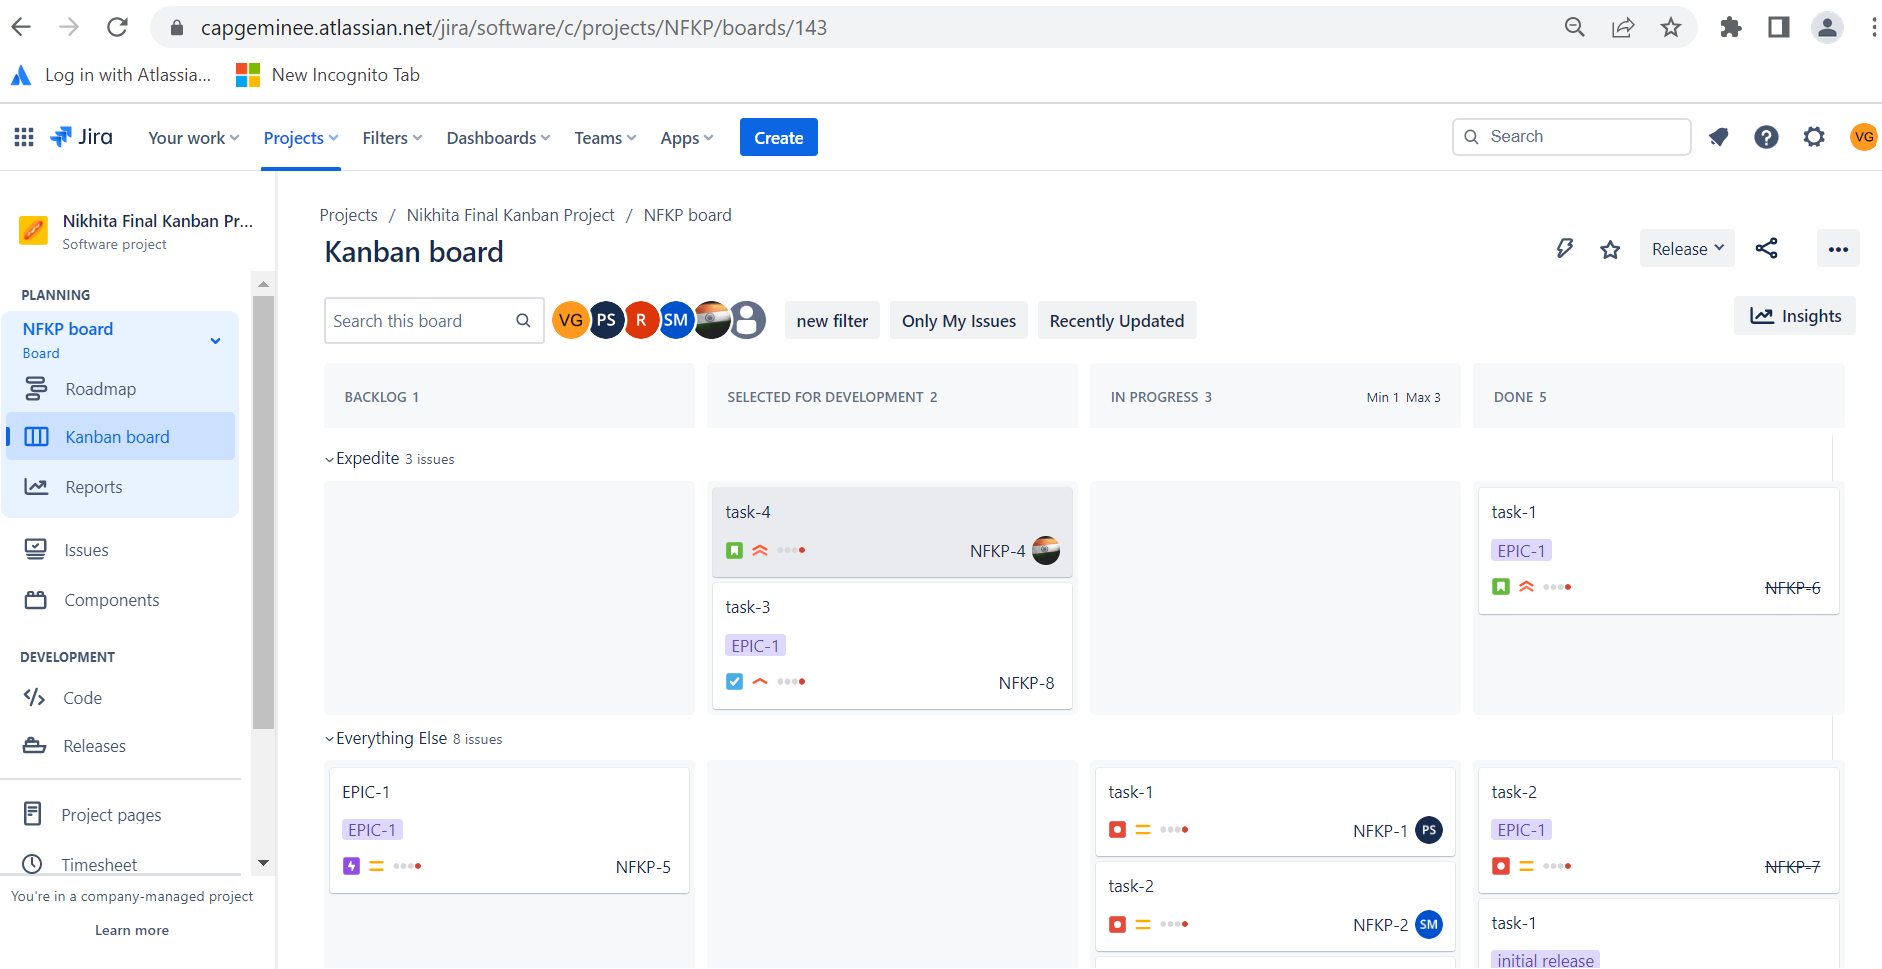 capgeminee.atlassian.net/jira/software/c/projects/NFKP/boards/143
Log in with Atlassia... New Incognito Tab
Jira Your work Projects Filters Dashboards Teams Apps Create Search VG
Nikhita Final Kanban Pr...
Software project
PLANNING
NFKP board
Board
Roadmap
Kanban board
Reports
Issues
Components
DEVELOPMENT
Code
Releases
Project pages
Timesheet
You're in a company-managed project
Learn more
Projects / Nikhita Final Kanban Project / NFKP board
Kanban board
Release
Search this board VG PS R SM new filter Only My Issues Recently Updated
Insights
BACKLOG 1 SELECTED FOR DEVELOPMENT 2 IN PROGRESS 3 Min 1 Max 3 DONE 5
Expedite 3 issues
task-4
NFKP-4
task-3
EPIC-1
NFKP-8
task-1
EPIC-1
NFKP-6
Everything Else 8 issues
EPIC-1
EPIC-1
NFKP-5
task-1
NFKP-1 PS
task-2
NFKP-2 SM
task-2
EPIC-1
NFKP-7
task-1
initial release